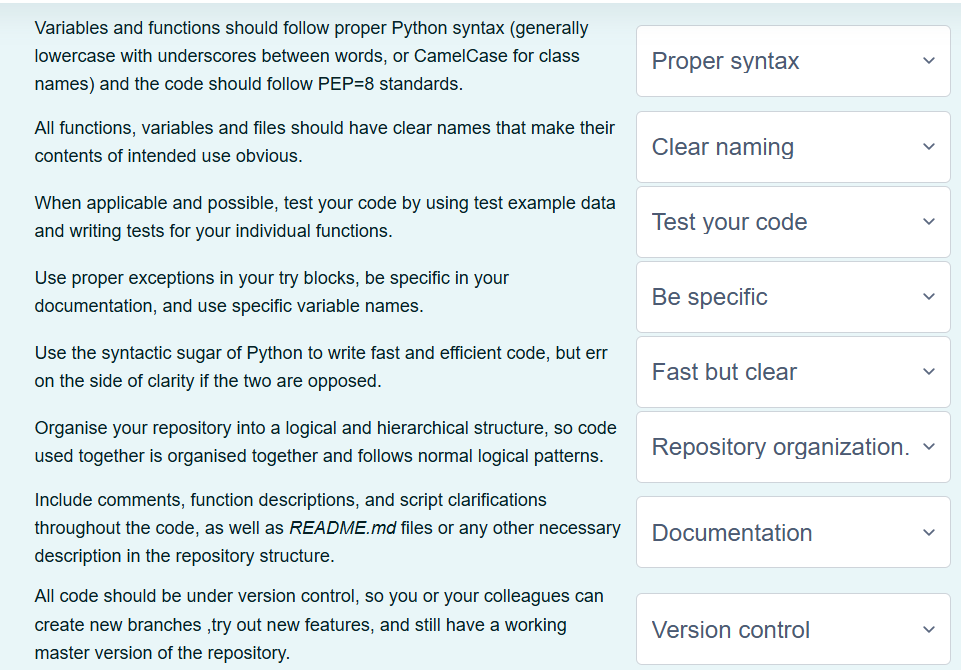 Variables and functions should follow proper Python syntax (generally
lowercase with underscores between words, or CamelCase for class
names) and the code should follow PEP=8 standards.
Proper syntax
All functions, variables and files should have clear names that make their
contents of intended use obvious.
Clear naming
When applicable and possible, test your code by using test example data
and writing tests for your individual functions.
Test your code
Use proper exceptions in your try blocks, be specific in your
documentation, and use specific variable names.
Be specific
Use the syntactic sugar of Python to write fast and efficient code, but err
on the side of clarity if the two are opposed.
Fast but clear
Organise your repository into a logical and hierarchical structure, so code
used together is organised together and follows normal logical patterns.
Repository organization.
Include comments, function descriptions, and script clarifications
throughout the code, as well as README.md files or any other necessary
description in the repository structure.
Documentation
All code should be under version control, so you or your colleagues can
create new branches ,try out new features, and still have a working
master version of the repository.
Version control